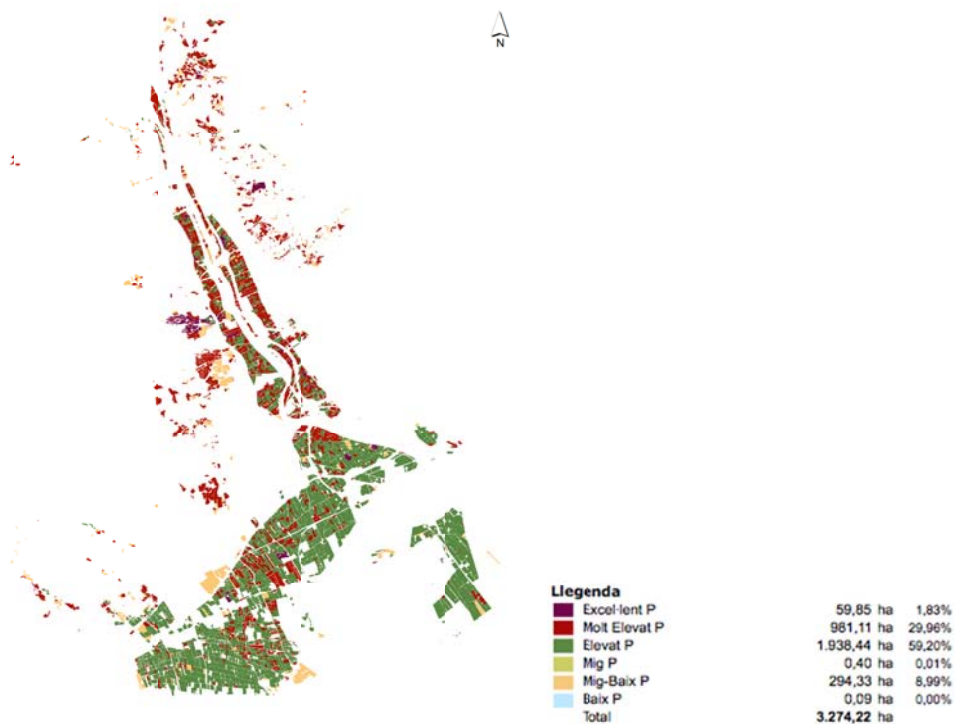 N
Llegenda
Excel·lent P 59,85 ha 1,83%
Molt Elevat P 981,11 ha 29,96%
Elevat P 1.938,44 ha 59,20%
Mig P 0,40 ha 0,01%
Mig-Baix P 294,33 ha 8,99%
Baix P 0,09 ha 0,00%
Total 3.274,22 ha